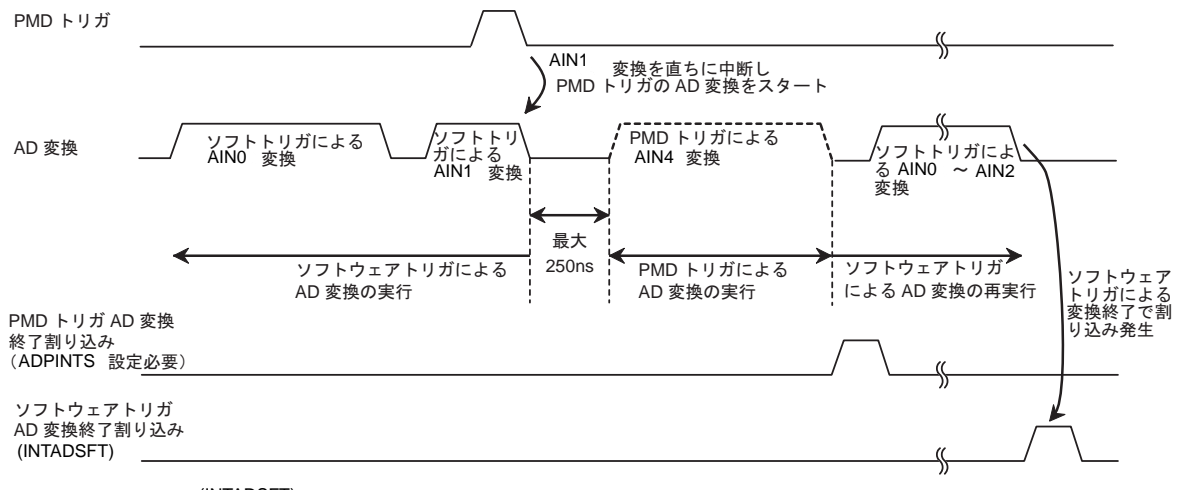 PMD トリガ
AIN1
変換を直ちに中断し
PMD トリガの AD 変換をスタート
AD 変換
ソフトトリガによる
AIN0 変換
ソフトトリ
ガによる
AIN1 変換
PMD トリガによる
AIN4 変換
ソフトトリガによ
る AIN0 ～ AIN2
変換
最大
250ns
ソフトウェアトリガによる
AD 変換の実行
PMD トリガによる
AD 変換の実行
ソフトウェアトリガ
による AD 変換の再実行
ソフトウェア
トリガによる
変換終了で割
り込み発生
PMD トリガ AD 変換
終了割り込み
（ADPINTS 設定必要）
ソフトウェアトリガ
AD 変換終了割り込み
(INTADSFT)